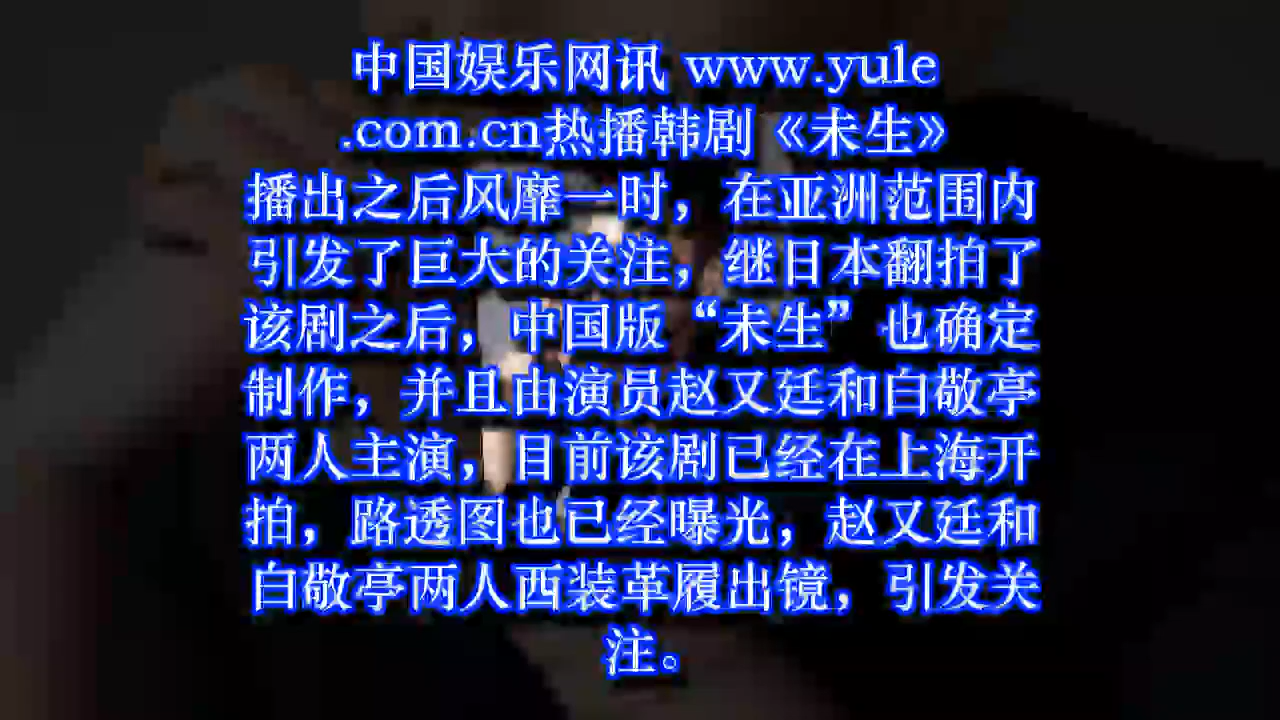 中国娱乐网讯 www.yule
.com.cn热播韩剧《未生》
播出之后风靡一时，在亚洲范围内
引发了巨大的关注，继日本翻拍了
该剧之后，中国版“未生”也确定
制作，并且由演员赵又廷和白敬亭
两人主演，目前该剧已经在上海开
拍，路透图也已经曝光，赵又廷和
白敬亭两人西装革履出镜，引发关
注。